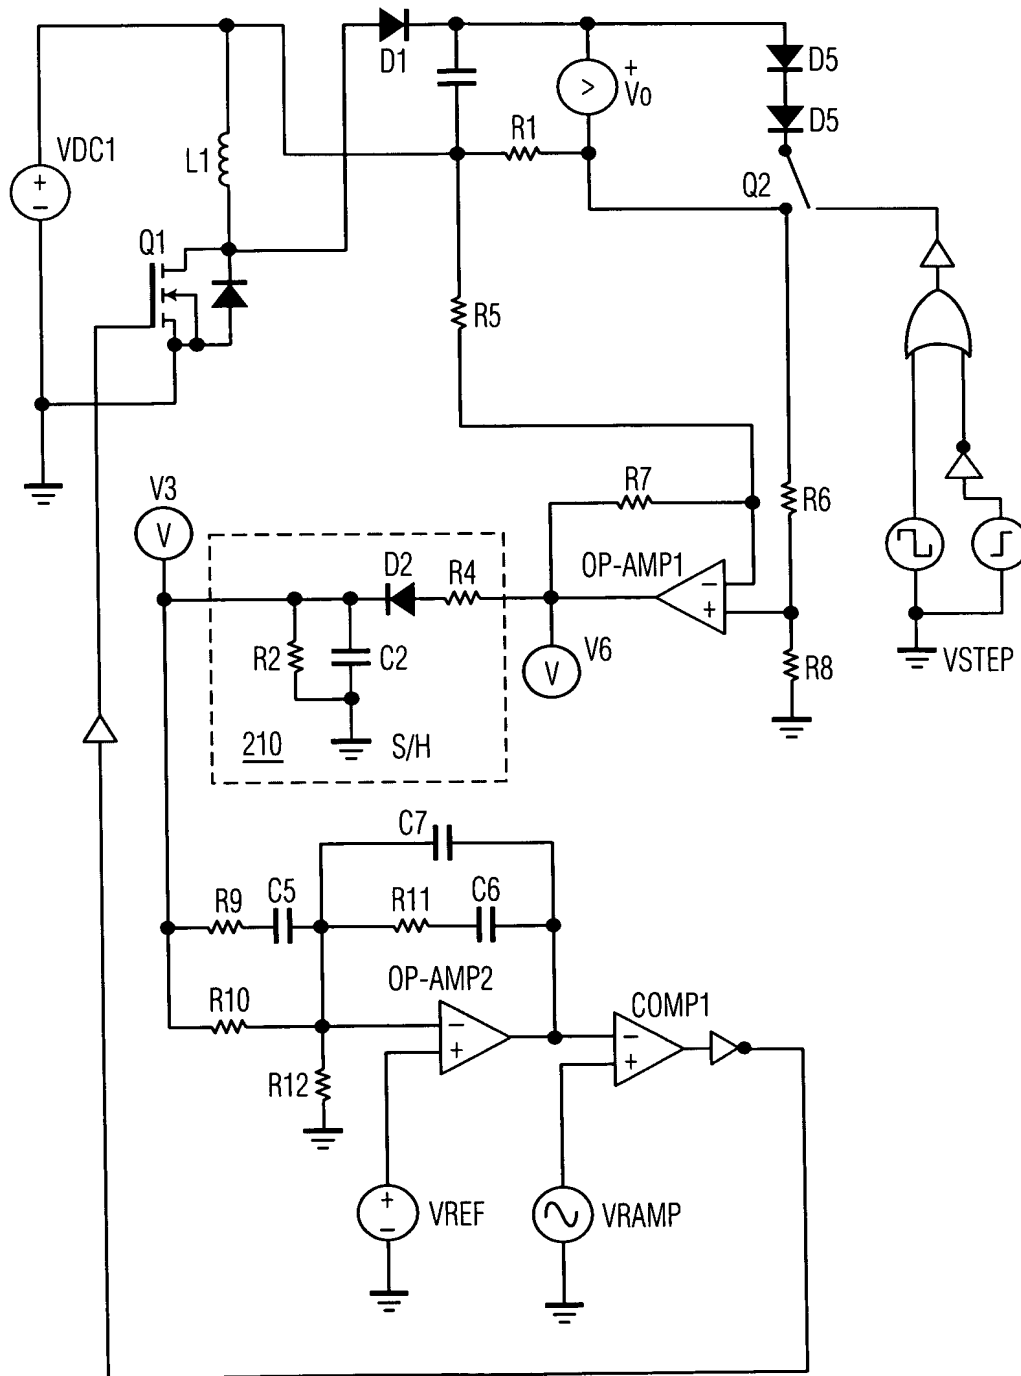 D1
+
Vo
>
D5
D5
R1
VDC1
+
−
L1
Q2
Q1
R5
V3
V
R7
R6
OP-AMP1
−
+
D2
R4
R2
C2
V6
V
R8
VSTEP
210
S/H
C7
R9
C5
R11
C6
OP-AMP2
R10
−
+
COMP1
−
+
R12
+
−
VREF
VRAMP